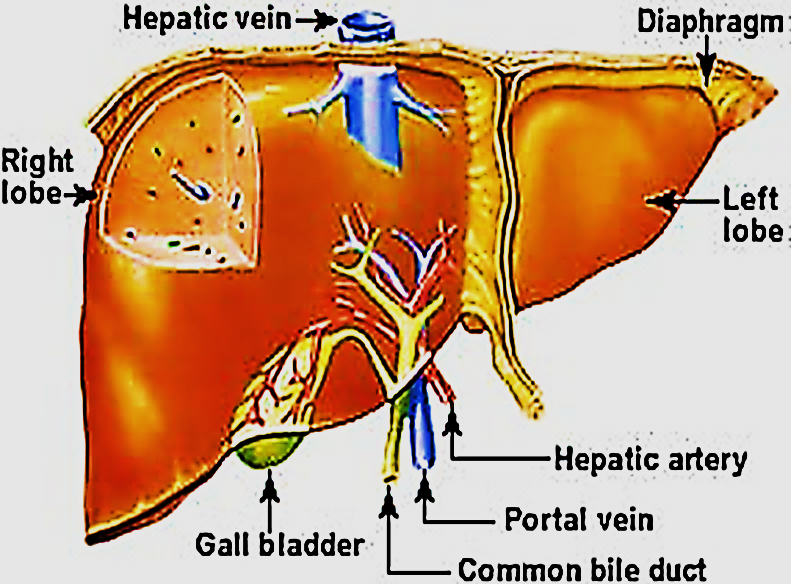 Hepatic vein
Diaphragm
Right
lobe
Left
lobe
Hepatic artery
Portal vein
Gall bladder
Common bile duct